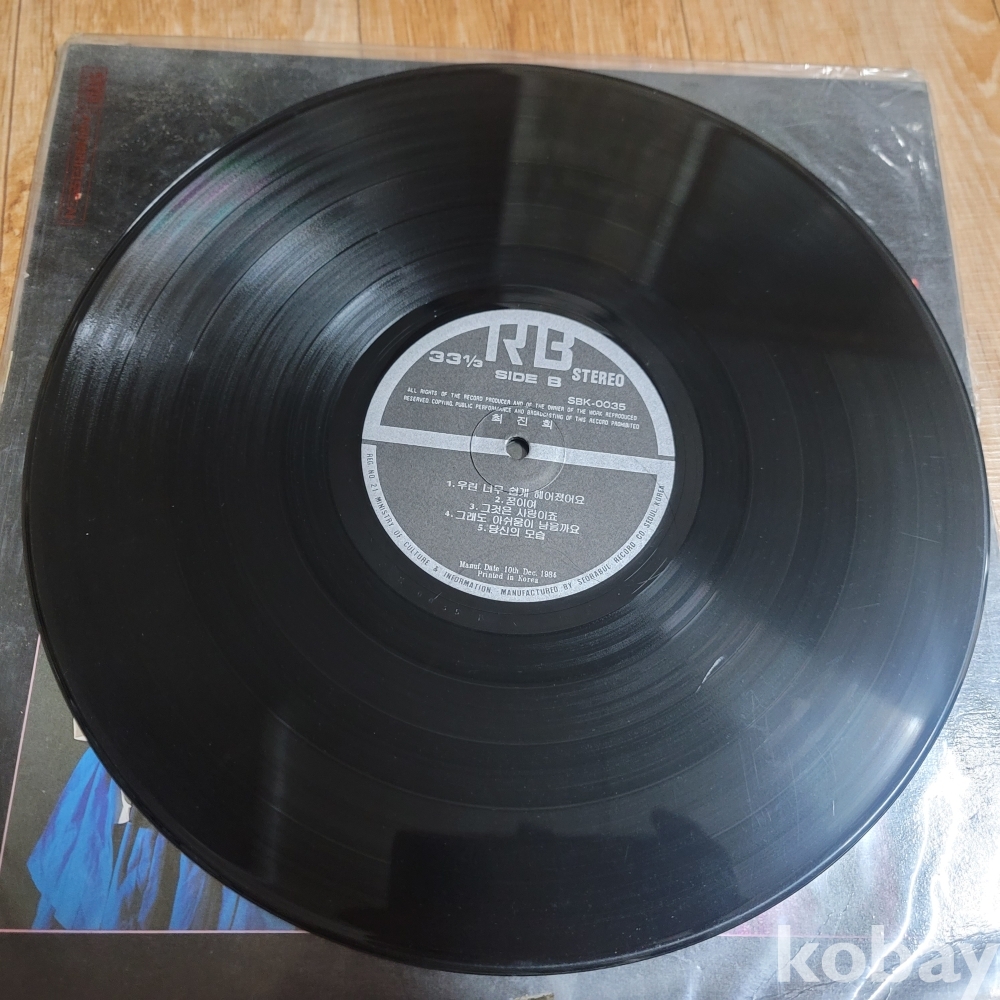 RB
33 1/3
SIDE B
STEREO
SBK-0035
ALL RIGHTS OF THE RECORD PRODUCER AND OF THE OWNER OF THE WORK REPRODUCED
RESERVED. COPYING, PUBLIC PERFORMANCE AND BROADCASTING OF THIS RECORD PROHIBITED
최 진 희
1. 우린 너무 쉽게 헤어졌어요
2. 꿈이여
3. 그것은 사랑이죠
4. 그래도 아쉬움이 남을까요
5. 당신의 모습
Manuf. Date 10th Dec. 1984
Printed in Korea
REG. NO. 21 MINISTRY OF CULTURE & INFORMATION. MANUFACTURED BY SEORABUL RECORD CO. SEOUL. KOREA
kobay